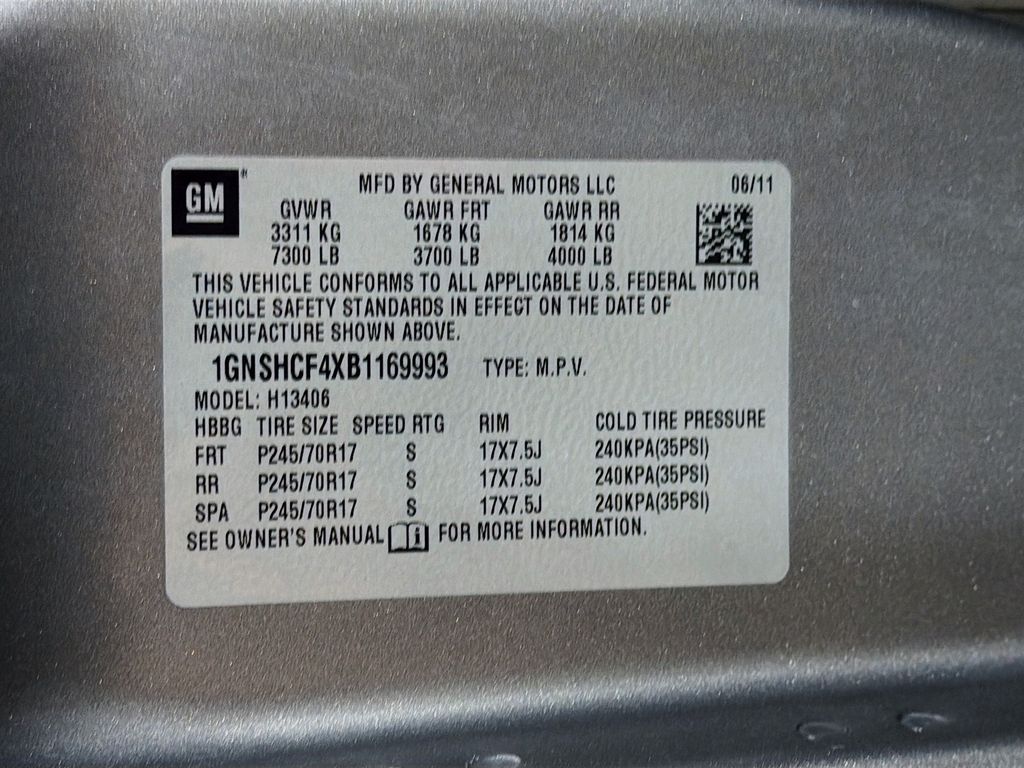 GM®
MFD BY GENERAL MOTORS LLC 06/11
GVWR GAWR FRT GAWR RR
3311 KG 1678 KG 1814 KG
7300 LB 3700 LB 4000 LB
THIS VEHICLE CONFORMS TO ALL APPLICABLE U.S. FEDERAL MOTOR
VEHICLE SAFETY STANDARDS IN EFFECT ON THE DATE OF
MANUFACTURE SHOWN ABOVE.
1GNSHCF4XB1169993 TYPE: M.P.V.
MODEL: H13406
HBBG TIRE SIZE SPEED RTG RIM COLD TIRE PRESSURE
FRT P245/70R17 S 17X7.5J 240KPA(35PSI)
RR P245/70R17 S 17X7.5J 240KPA(35PSI)
SPA P245/70R17 S 17X7.5J 240KPA(35PSI)
SEE OWNER'S MANUAL i FOR MORE INFORMATION.